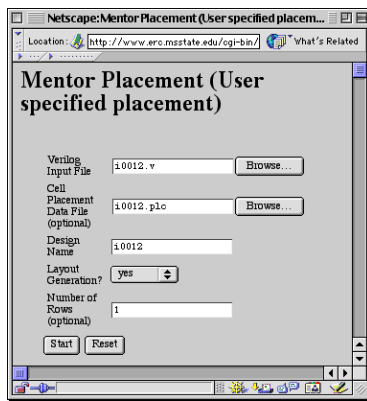 Netscape: Mentor Placement (User specified placem...
Location: http://www.erc.msstate.edu/cgi-bin/ What's Related
Mentor Placement (User
specified placement)
Verilog
Input File
i0012.v
Browse...
Cell
Placement
Data File
(optional)
i0012.plc
Browse...
Design
Name
i0012
Layout
Generation?
yes
Number of
Rows
(optional)
1
Start Reset